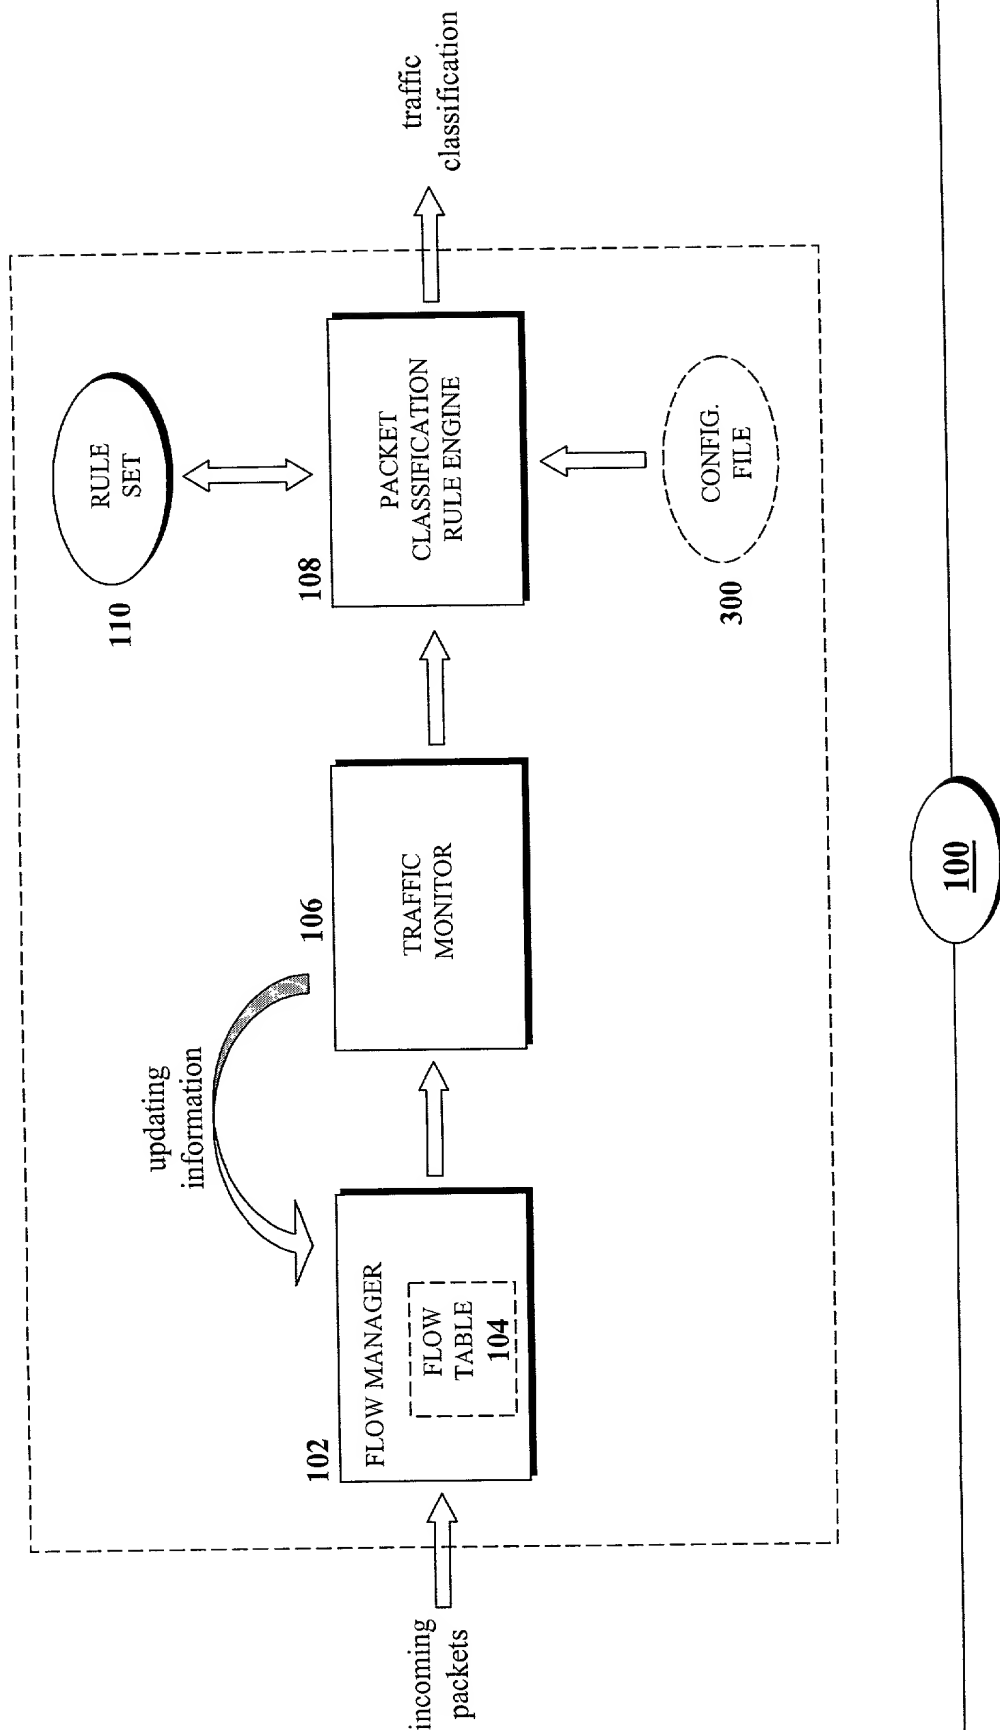 incoming
packets
102
FLOW MANAGER
FLOW
TABLE
104
updating
information
106
TRAFFIC
MONITOR
110
RULE
SET
108
PACKET
CLASSIFICATION
RULE ENGINE
300
CONFIG.
FILE
traffic
classification
100